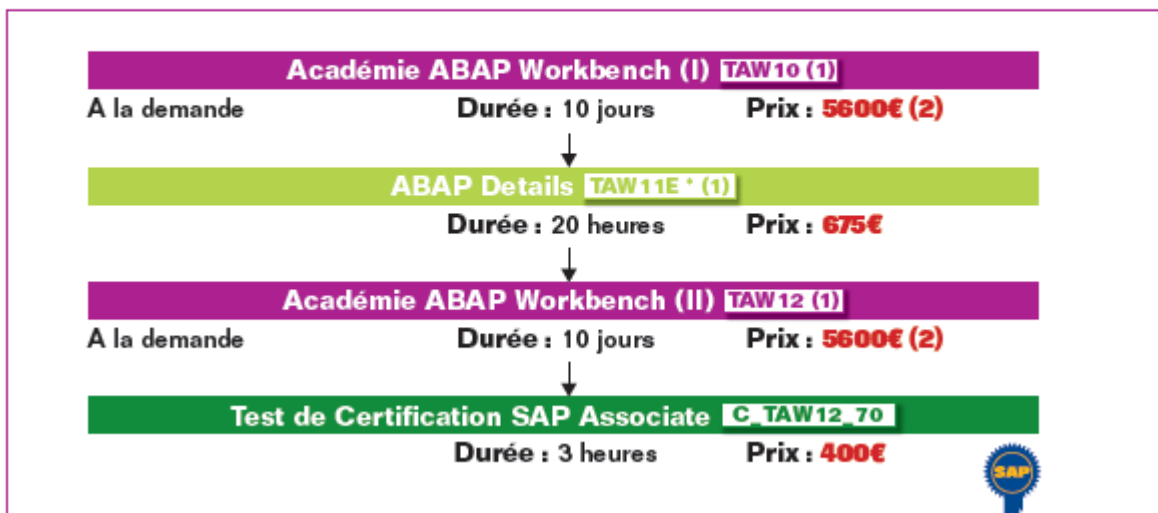 Académie ABAP Workbench (I) TAW10 (1)
A la demande Durée : 10 jours Prix : 5600€ (2)
ABAP Details TAW11E * (1)
Durée : 20 heures Prix : 675€
Académie ABAP Workbench (II) TAW12 (1)
A la demande Durée : 10 jours Prix : 5600€ (2)
Test de Certification SAP Associate C_TAW12_70
Durée : 3 heures Prix : 400€
SAP